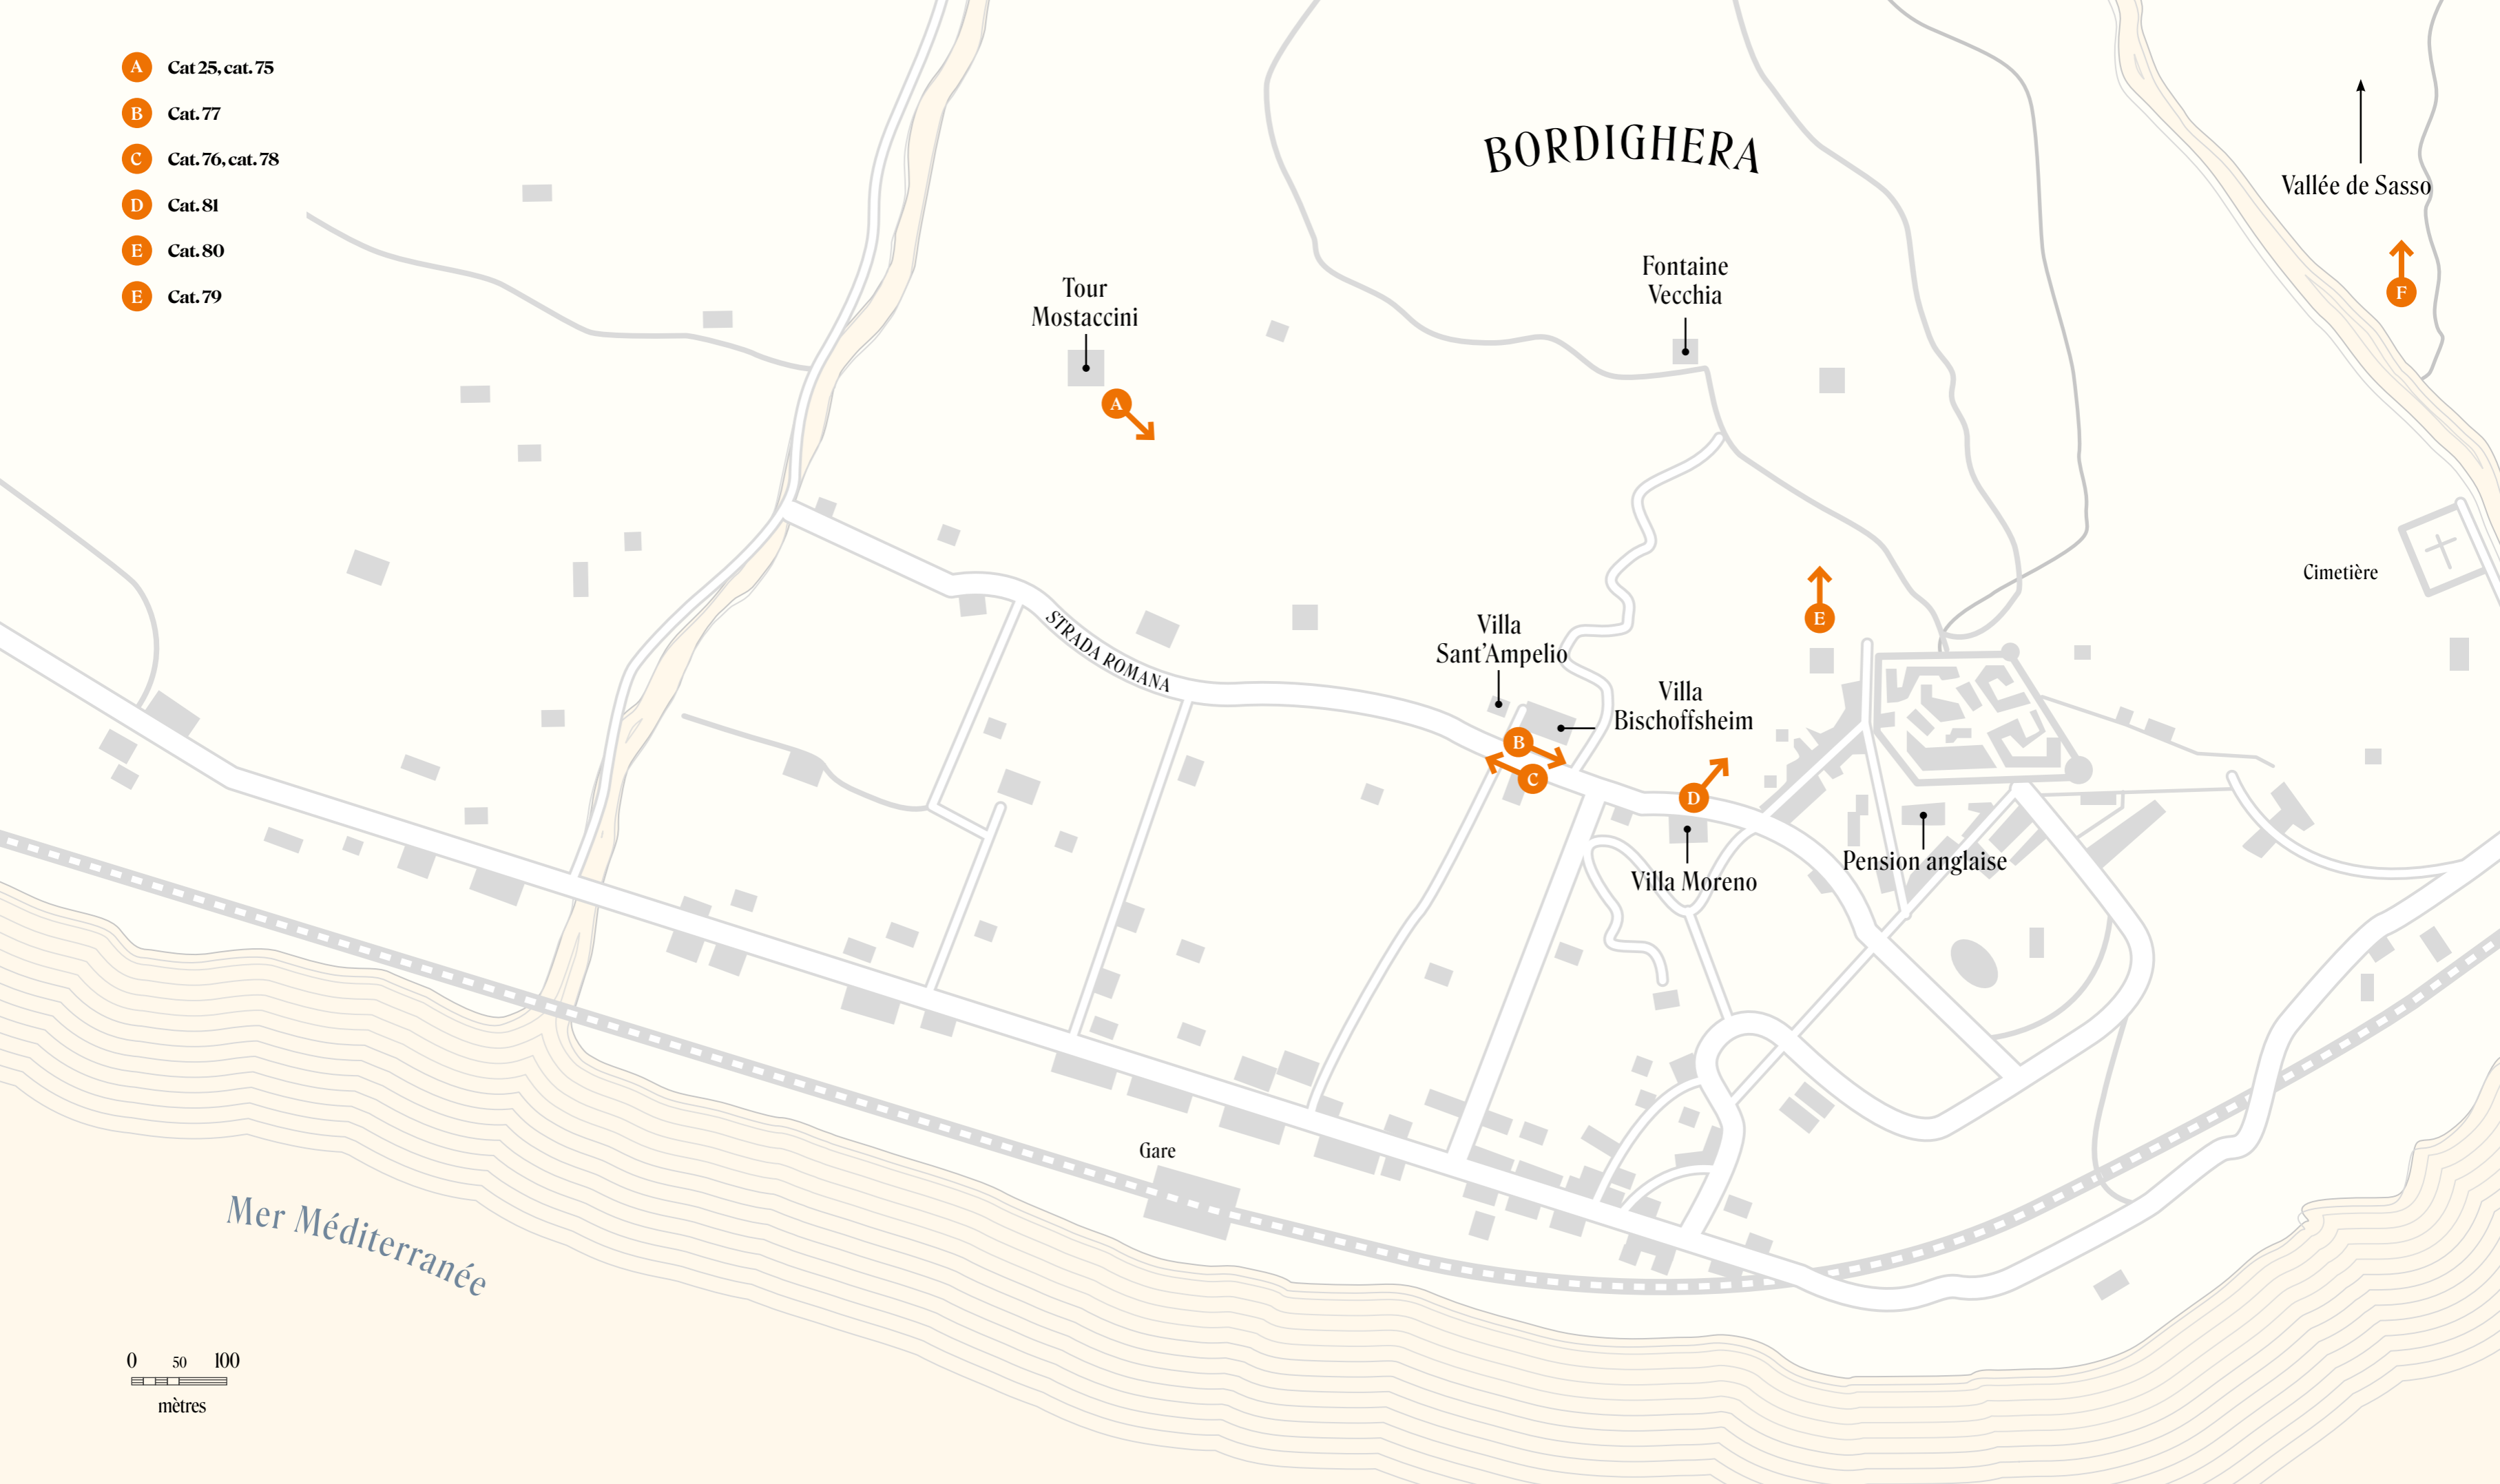 A Cat 25, cat. 75
B Cat. 77
C Cat. 76, cat. 78
D Cat. 81
E Cat. 80
E Cat. 79
BORDIGHERA
Vallée de Sasso
F
Fontaine
Vecchia
Tour
Mostaccini
A
Cimetière
E
STRADA ROMANA
Villa
Sant'Ampelio
Villa
Bischoffsheim
B
C
D
Villa Moreno
Pension anglaise
Gare
Mer Méditerranée
0 50 100
mètres